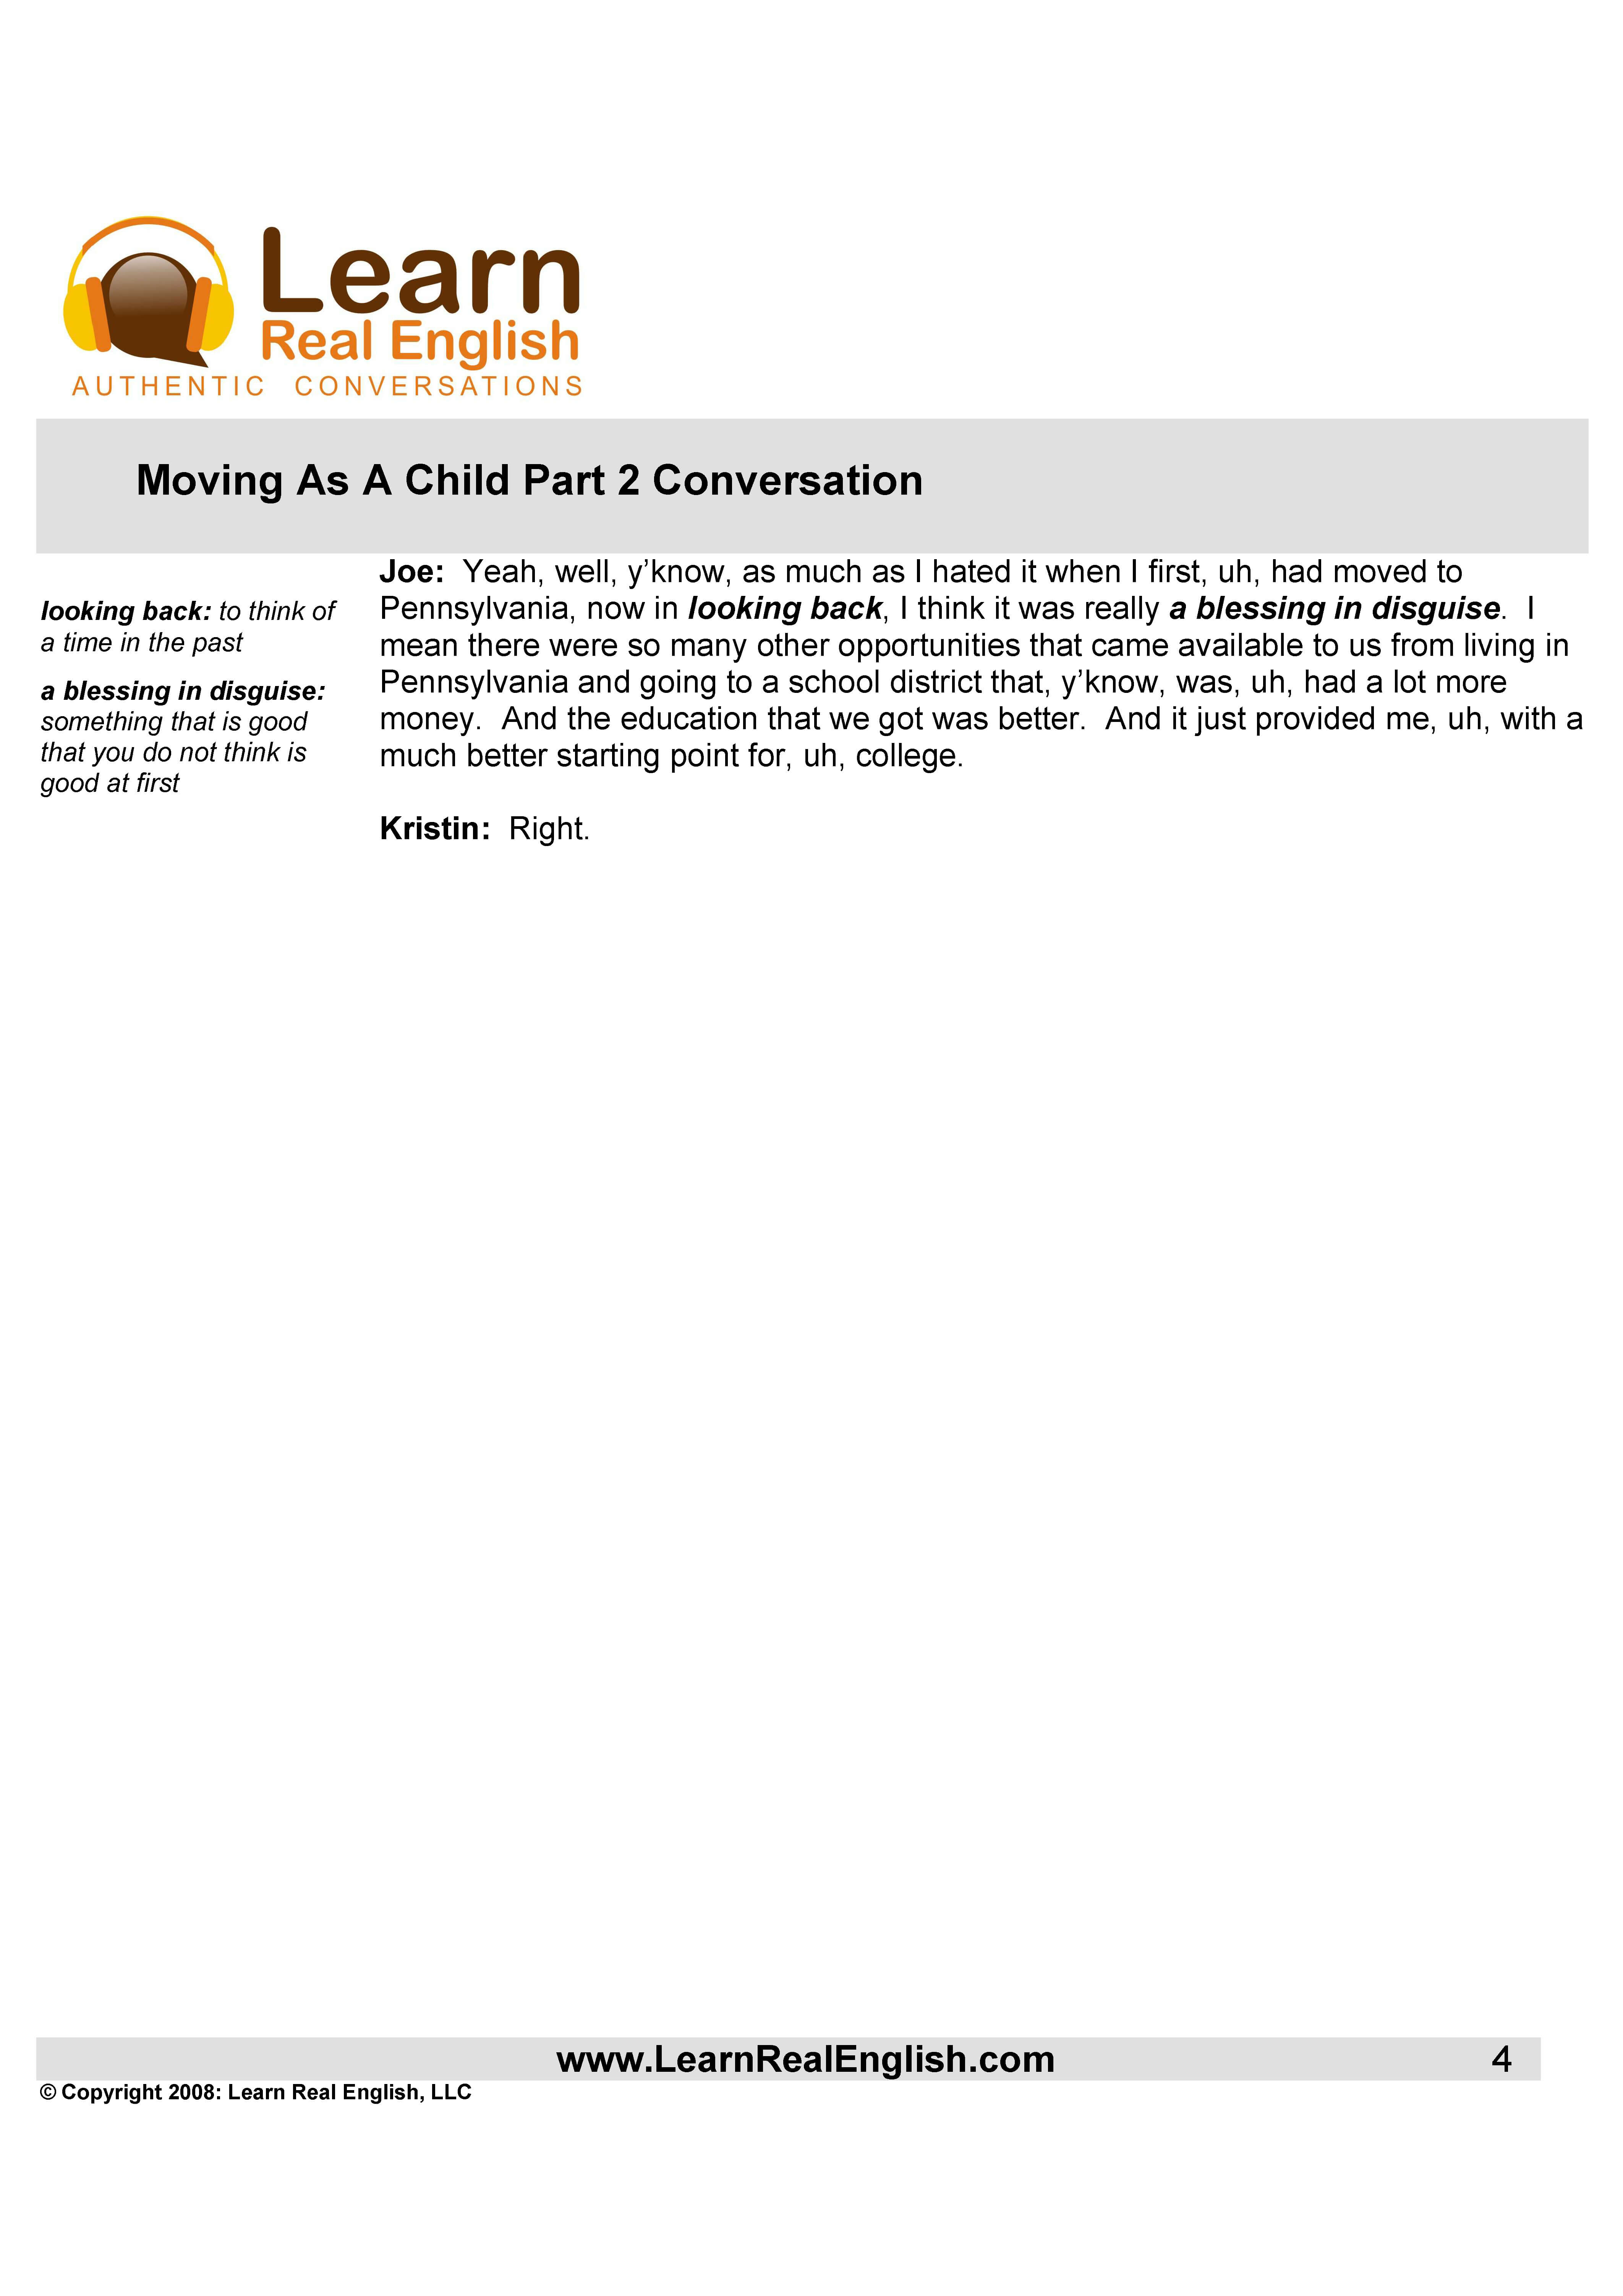 Learn
Real English
AUTHENTIC CONVERSATIONS
Moving As A Child Part 2 Conversation
looking back: to think of
a time in the past
a blessing in disguise:
something that is good
that you do not think is
good at first
Joe:  Yeah, well, y’know, as much as I hated it when I first, uh, had moved to
Pennsylvania, now in looking back, I think it was really a blessing in disguise.  I
mean there were so many other opportunities that came available to us from living in
Pennsylvania and going to a school district that, y’know, was, uh, had a lot more
money.  And the education that we got was better.  And it just provided me, uh, with a
much better starting point for, uh, college.
Kristin:  Right.
www.LearnRealEnglish.com 4
© Copyright 2008: Learn Real English, LLC